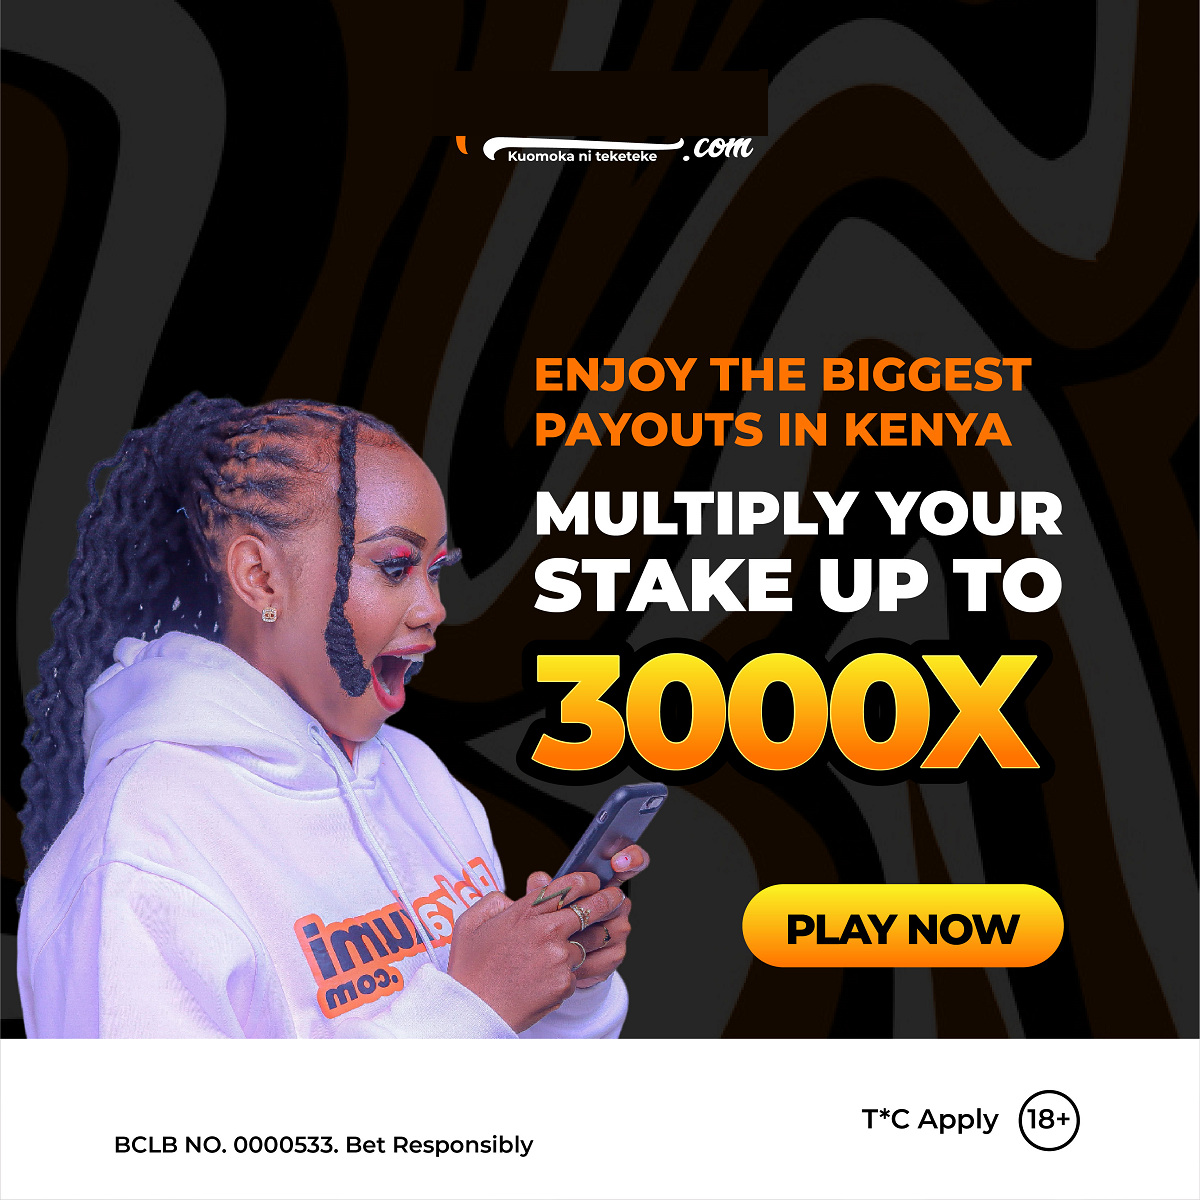 Kuomoka ni teketeke
.com
ENJOY THE BIGGEST
PAYOUTS IN KENYA
MULTIPLY YOUR
STAKE UP TO
3000X
PLAY NOW
.com
T*C Apply 18+
BCLB NO. 0000533. Bet Responsibly